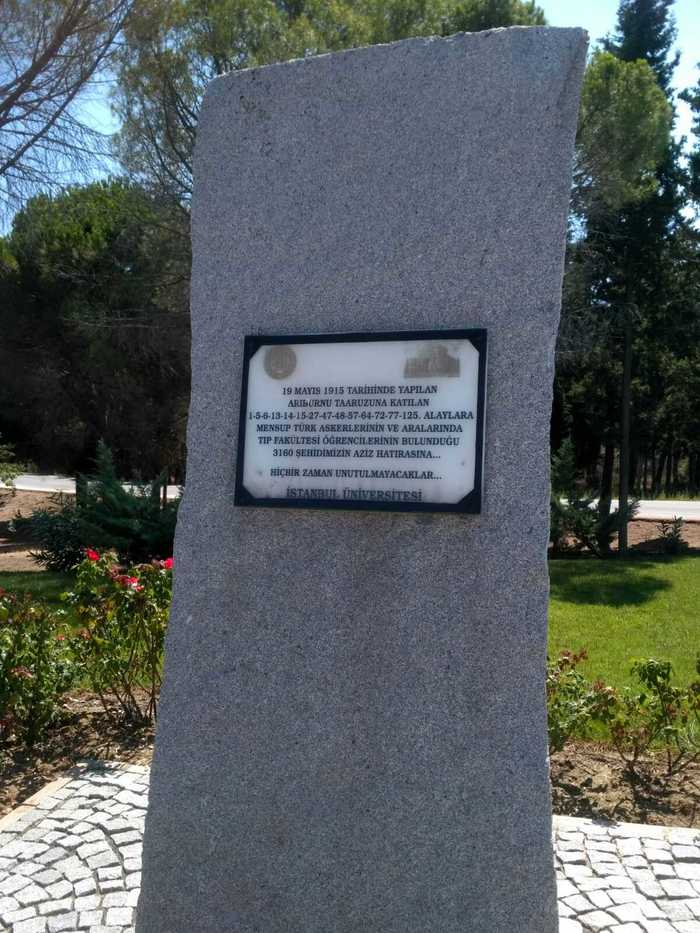 19 MAYIS 1915 TARİHİNDE YAPILAN
ARIBURNU TAARUZUNA KATILAN
1-5-6-13-14-15-27-47-48-57-64-72-77-125. ALAYLARA
MENSUP TÜRK ASKERLERİNİN VE ARALARINDA
TIP FAKÜLTESİ ÖĞRENCİLERİNİN BULUNDUĞU
3160 ŞEHİDİMİZİN AZİZ HATIRASINA...
HİÇBİR ZAMAN UNUTULMAYACAKLAR...
İSTANBUL ÜNİVERSİTESİ